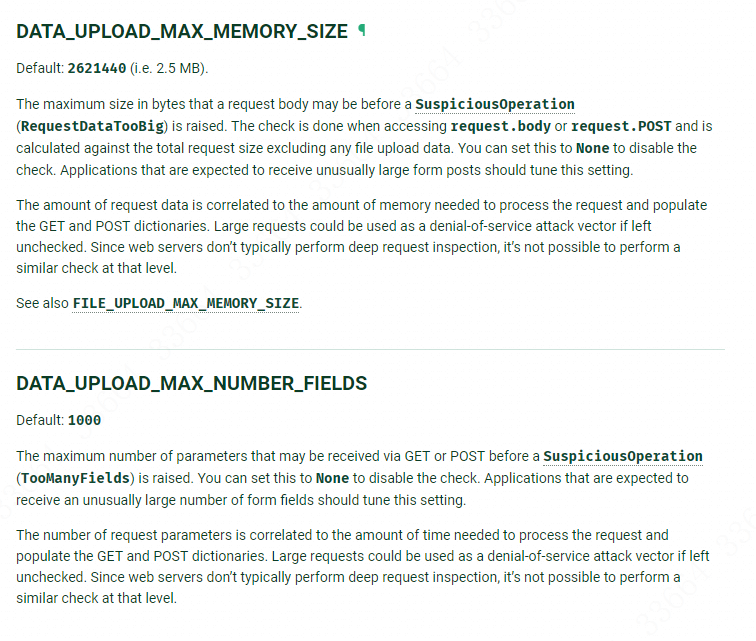 DATA_UPLOAD_MAX_MEMORY_SIZE ¶
Default: 2621440 (i.e. 2.5 MB).
The maximum size in bytes that a request body may be before a SuspiciousOperation
(RequestDataTooBig) is raised. The check is done when accessing request.body or request.POST and is
calculated against the total request size excluding any file upload data. You can set this to None to disable the
check. Applications that are expected to receive unusually large form posts should tune this setting.
The amount of request data is correlated to the amount of memory needed to process the request and populate
the GET and POST dictionaries. Large requests could be used as a denial-of-service attack vector if left
unchecked. Since web servers don’t typically perform deep request inspection, it’s not possible to perform a
similar check at that level.
See also FILE_UPLOAD_MAX_MEMORY_SIZE.
DATA_UPLOAD_MAX_NUMBER_FIELDS
Default: 1000
The maximum number of parameters that may be received via GET or POST before a SuspiciousOperation
(TooManyFields) is raised. You can set this to None to disable the check. Applications that are expected to
receive an unusually large number of form fields should tune this setting.
The number of request parameters is correlated to the amount of time needed to process the request and
populate the GET and POST dictionaries. Large requests could be used as a denial-of-service attack vector if left
unchecked. Since web servers don’t typically perform deep request inspection, it’s not possible to perform a
similar check at that level.